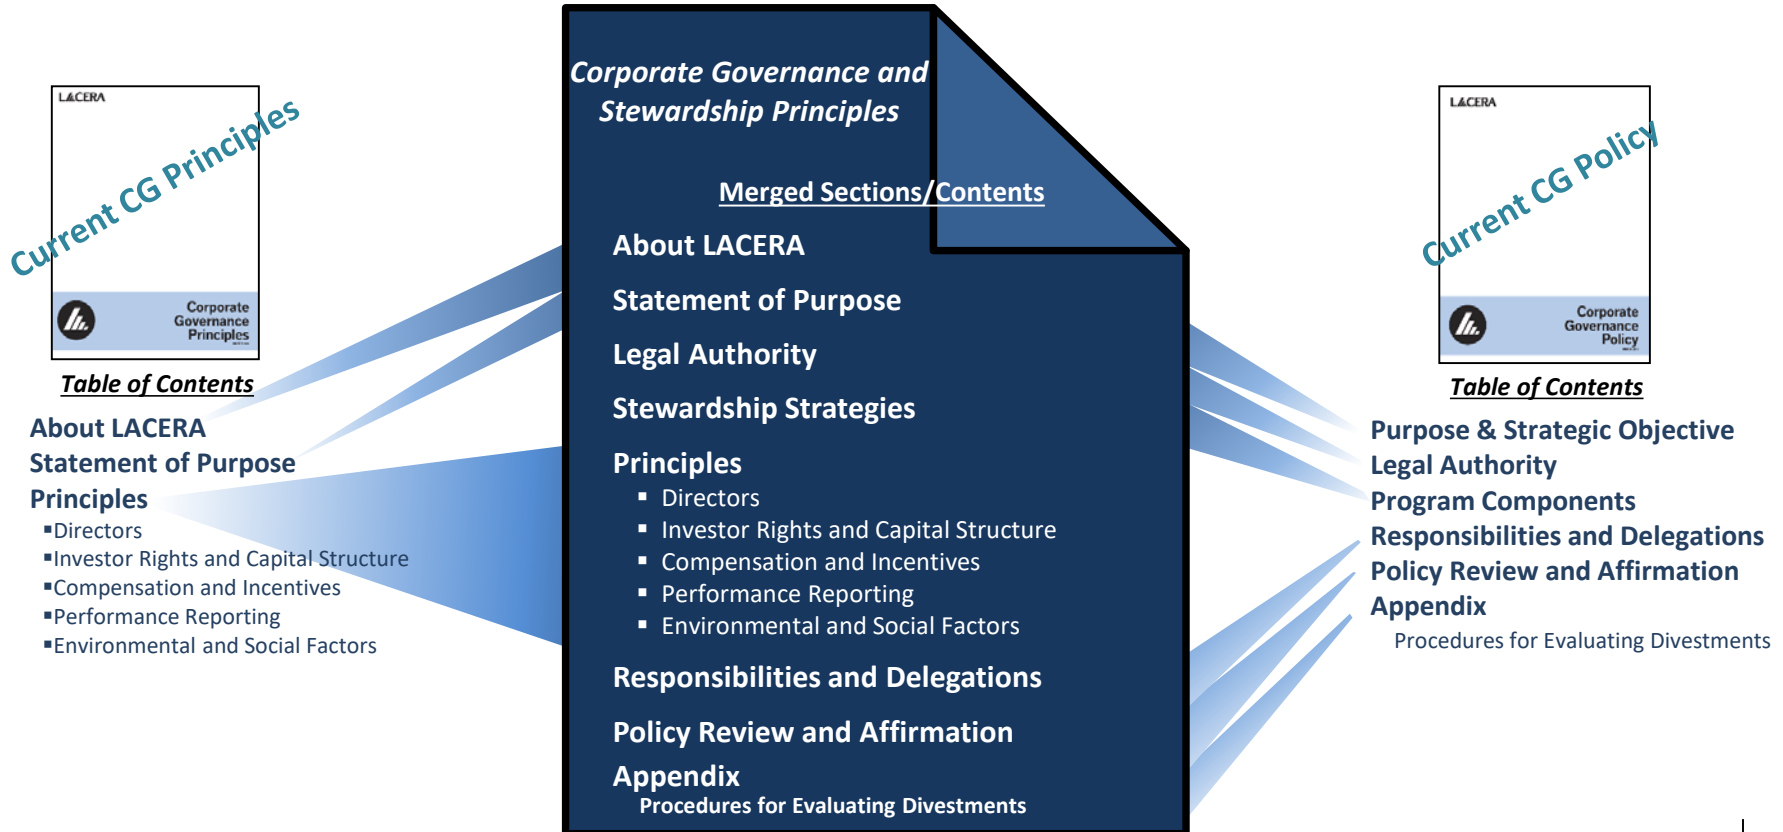 LACERA
Current CG Principles
Corporate
Governance
Principles
Table of Contents
About LACERA
Statement of Purpose
Principles
▪Directors
▪Investor Rights and Capital Structure
▪Compensation and Incentives
▪Performance Reporting
▪Environmental and Social Factors
Corporate Governance and
Stewardship Principles
Merged Sections/Contents
About LACERA
Statement of Purpose
Legal Authority
Stewardship Strategies
Principles
▪ Directors
▪ Investor Rights and Capital Structure
▪ Compensation and Incentives
▪ Performance Reporting
▪ Environmental and Social Factors
Responsibilities and Delegations
Policy Review and Affirmation
Appendix
Procedures for Evaluating Divestments
LACERA
Current CG Policy
Corporate
Governance
Policy
Table of Contents
Purpose & Strategic Objective
Legal Authority
Program Components
Responsibilities and Delegations
Policy Review and Affirmation
Appendix
Procedures for Evaluating Divestments